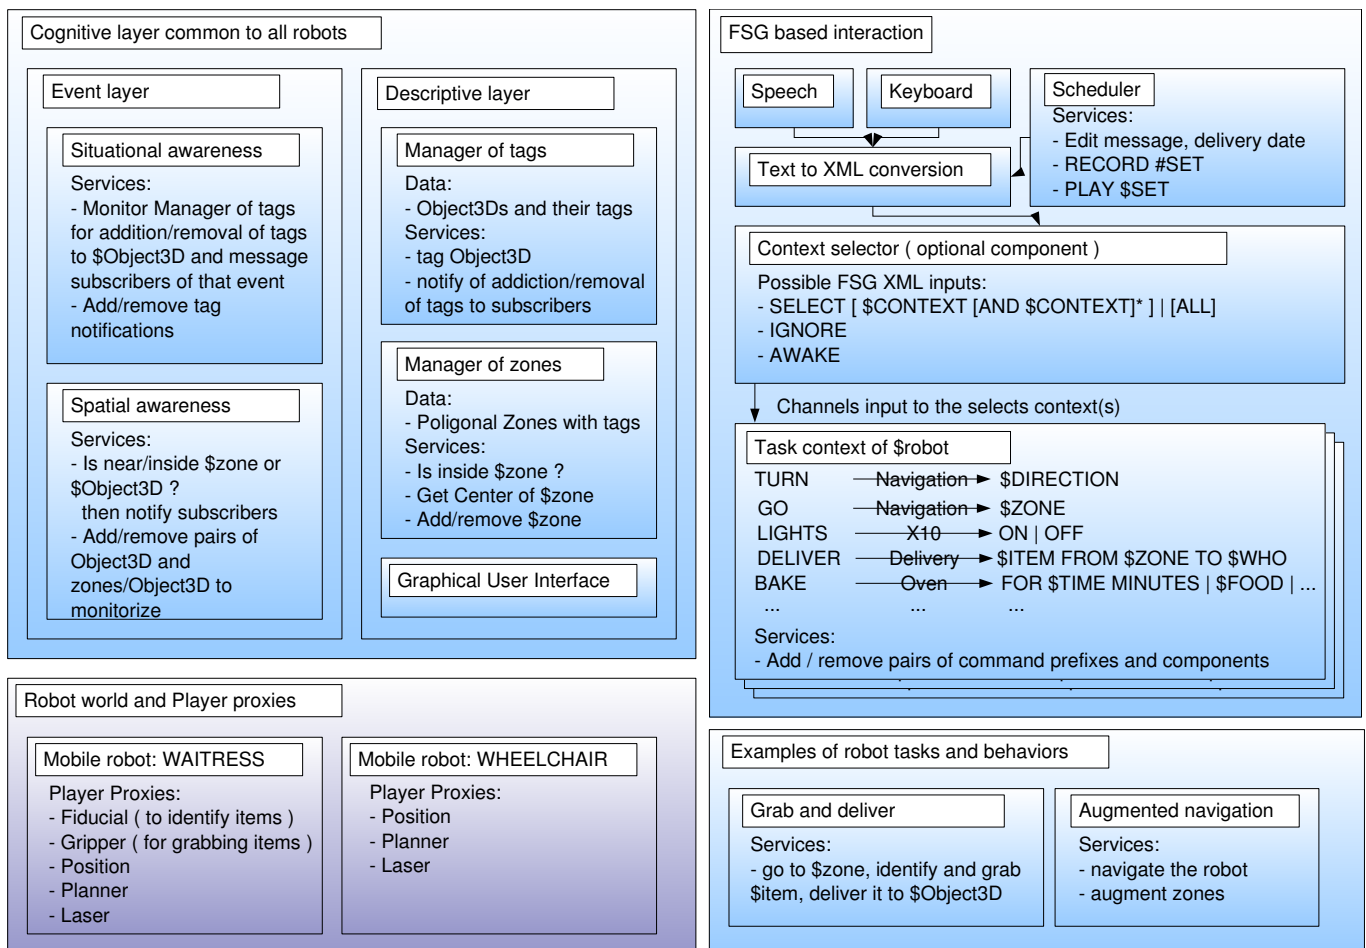 Cognitive layer common to all robots
Event layer
Situational awareness
Services:
- Monitor Manager of tags
for addition/removal of tags
to $Object3D and message
subscribers of that event
- Add/remove tag
notifications
Spatial awareness
Services:
- Is near/inside $zone or
$Object3D ?
then notify subscribers
- Add/remove pairs of
Object3D and
zones/Object3D to
monitorize
Descriptive layer
Manager of tags
Data:
- Object3Ds and their tags
Services:
- tag Object3D
- notify of addiction/removal
of tags to subscribers
Manager of zones
Data:
- Poligonal Zones with tags
Services:
- Is inside $zone ?
- Get Center of $zone
- Add/remove $zone
Graphical User Interface
FSG based interaction
Speech
Keyboard
Scheduler
Services:
- Edit message, delivery date
- RECORD #SET
- PLAY $SET
Text to XML conversion
Context selector ( optional component )
Possible FSG XML inputs:
- SELECT [ $CONTEXT [AND $CONTEXT]* ] | [ALL]
- IGNORE
- AWAKE
Channels input to the selects context(s)
Task context of $robot
TURN Navigation $DIRECTION
GO Navigation $ZONE
LIGHTS X10 ON | OFF
DELIVER Delivery $ITEM FROM $ZONE TO $WHO
BAKE Oven FOR $TIME MINUTES | $FOOD | ...
... ... ...
Services:
- Add / remove pairs of command prefixes and components
Robot world and Player proxies
Mobile robot: WAITRESS
Player Proxies:
- Fiducial ( to identify items )
- Gripper ( for grabbing items )
- Position
- Planner
- Laser
Mobile robot: WHEELCHAIR
Player Proxies:
- Position
- Planner
- Laser
Examples of robot tasks and behaviors
Grab and deliver
Services:
- go to $zone, identify and grab
$item, deliver it to $Object3D
Augmented navigation
Services:
- navigate the robot
- augment zones